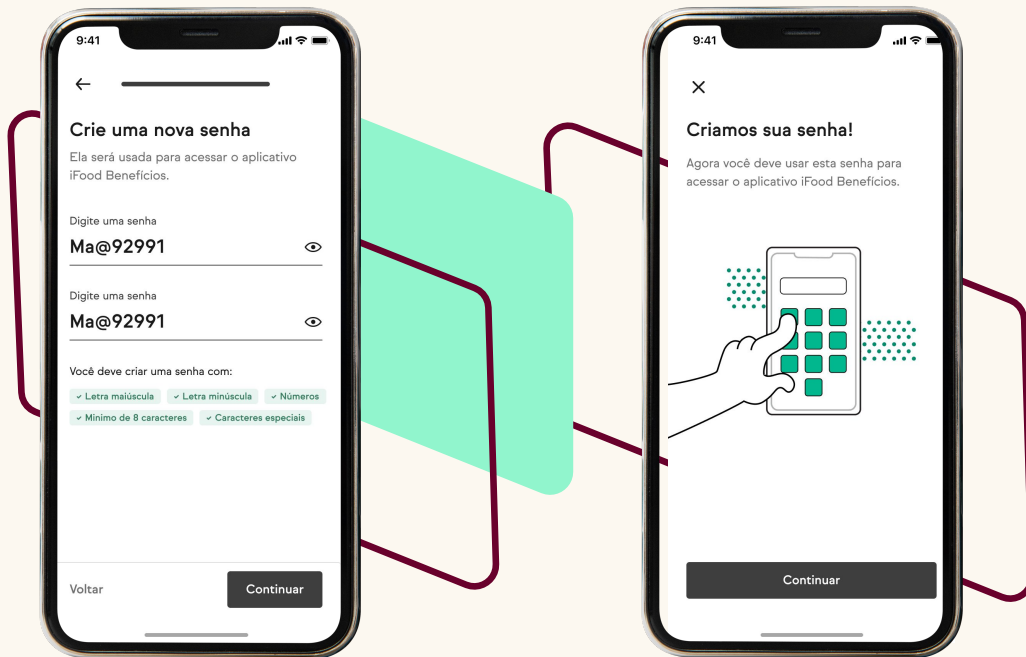 9:41
Crie uma nova senha
Ela será usada para acessar o aplicativo
iFood Benefícios.
Digite uma senha
Ma@92991
Digite uma senha
Ma@92991
Você deve criar uma senha com:
Letra maiúscula Letra minúscula Números
Mínimo de 8 caracteres Caracteres especiais
Voltar Continuar
9:41
Criamos sua senha!
Agora você deve usar esta senha para
acessar o aplicativo iFood Benefícios.
Continuar